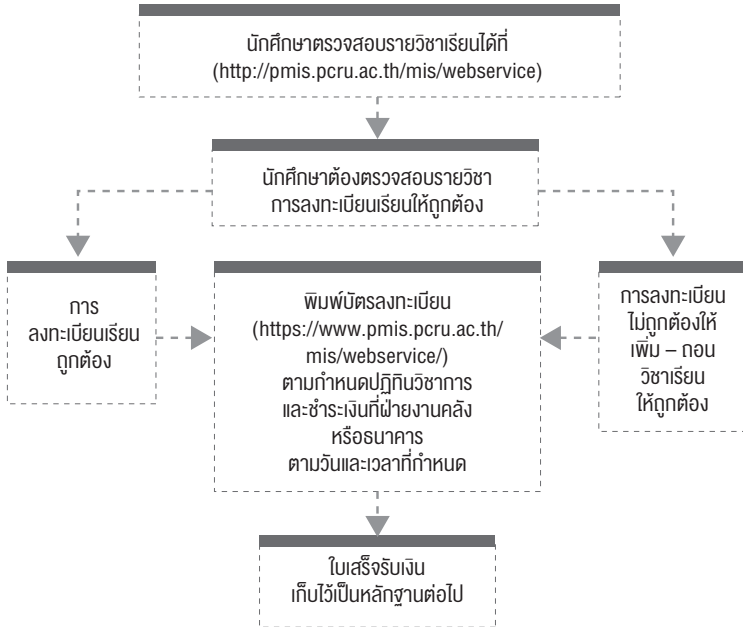 นักศึกษาตรวจสอบรายวิชาเรียนได้ที่
(http://pmis.pcru.ac.th/mis/webservice)
นักศึกษาต้องตรวจสอบรายวิชา
การลงทะเบียนเรียนให้ถูกต้อง
การ
ลงทะเบียนเรียน
ถูกต้อง
พิมพ์บัตรลงทะเบียน
(https://www.pmis.pcru.ac.th/
mis/webservice/)
ตามกำหนดปฏิทินวิชาการ
และชำระเงินที่ฝ่ายงานคลัง
หรือธนาคาร
ตามวันและเวลาที่กำหนด
การลงทะเบียน
ไม่ถูกต้องให้
เพิ่ม – ถอน
วิชาเรียน
ให้ถูกต้อง
ใบเสร็จรับเงิน
เก็บไว้เป็นหลักฐานต่อไป